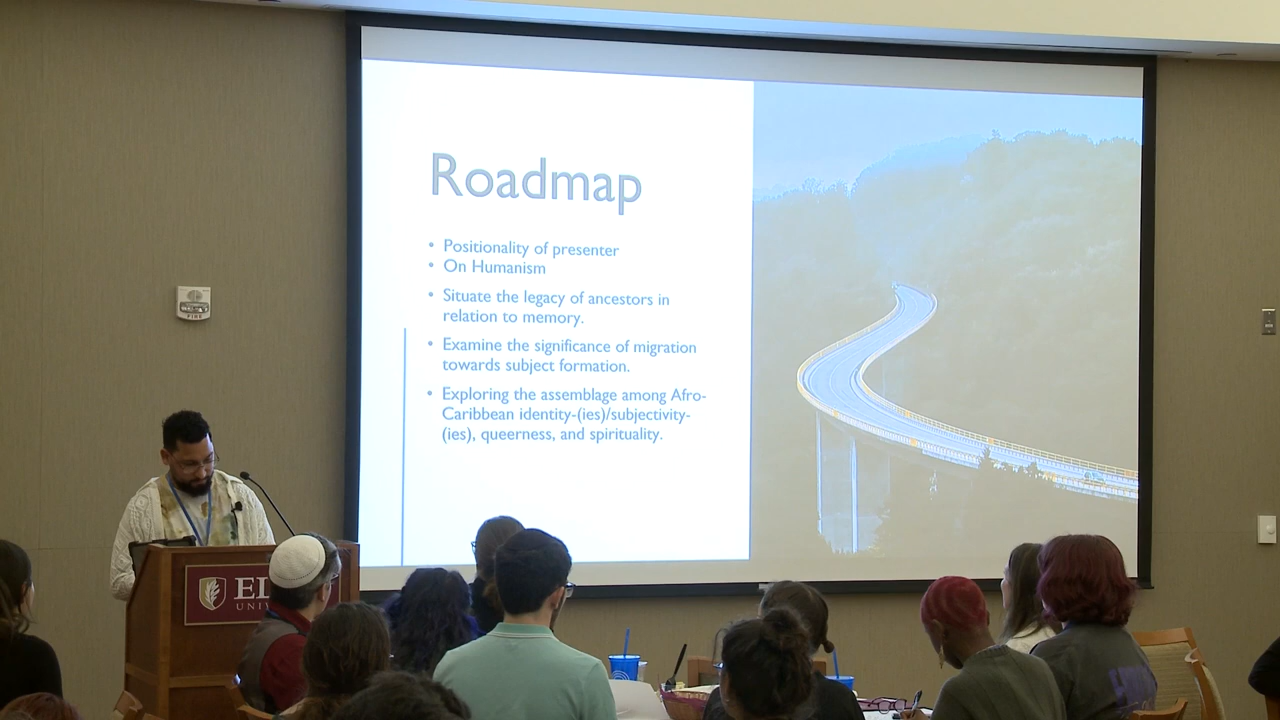 Roadmap
• Positionality of presenter
• On Humanism
• Situate the legacy of ancestors in
relation to memory.
• Examine the significance of migration
towards subject formation.
• Exploring the assemblage among Afro-
Caribbean identity-(ies)/subjectivity-
(ies), queerness, and spirituality.
FIRE